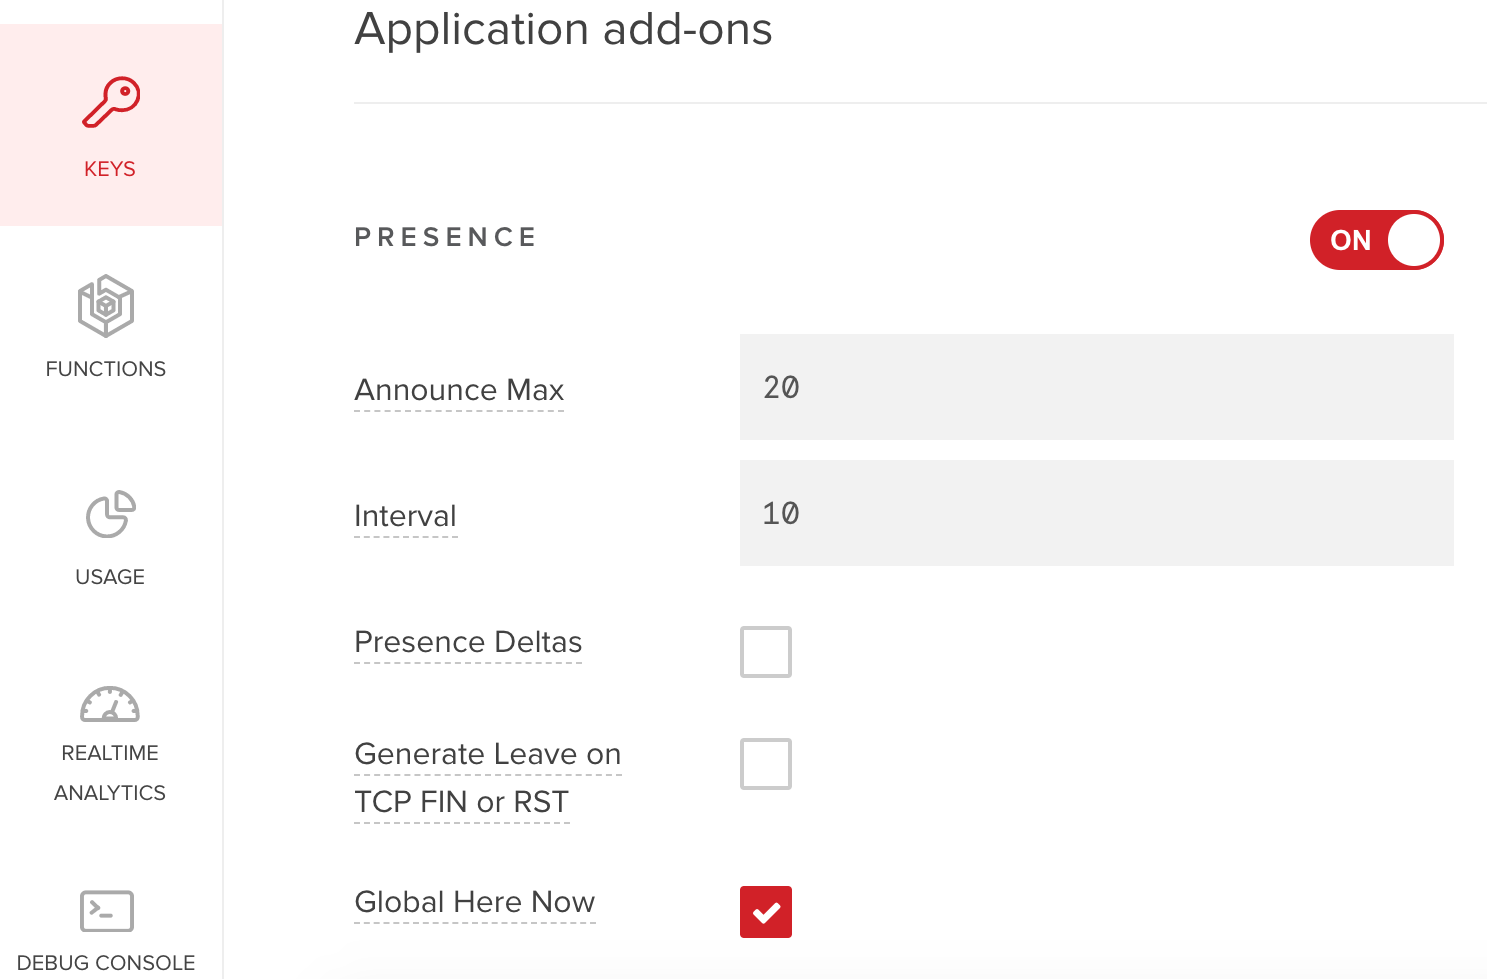 Application add-ons
KEYS
PRESENCE
ON
FUNCTIONS
Announce Max
20
Interval
10
USAGE
Presence Deltas
Generate Leave on
TCP FIN or RST
REALTIME
ANALYTICS
Global Here Now
DEBUG CONSOLE